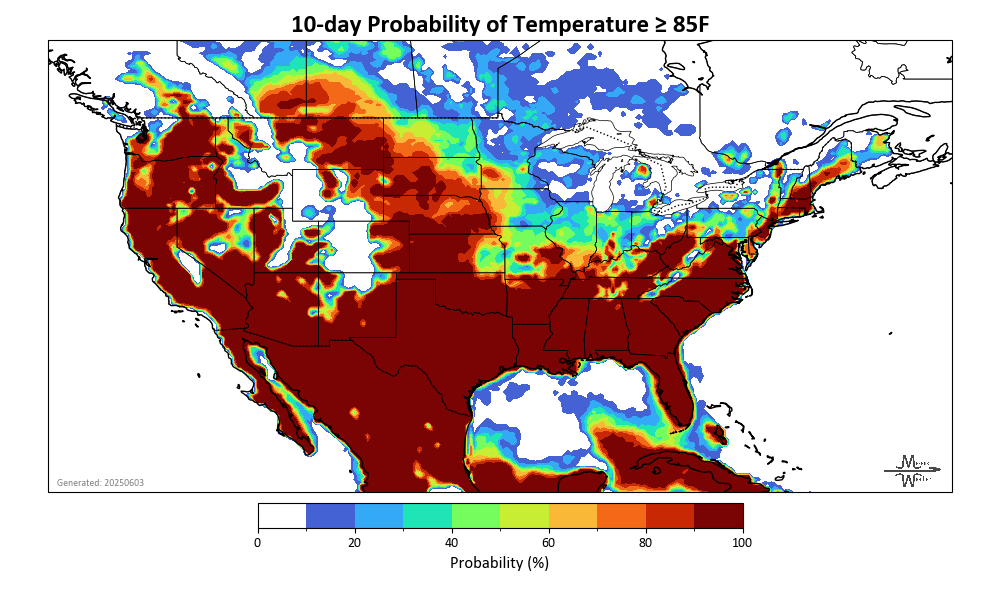 10-day Probability of Temperature ≥ 85F
Generated: 20250603
0 20 40 60 80 100
Probability (%)